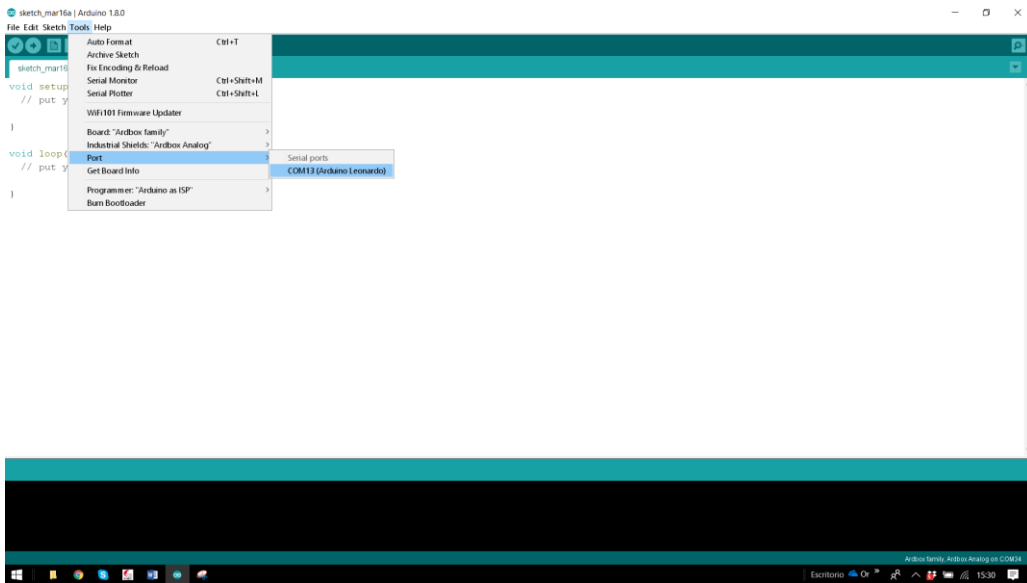 sketch_mar16a | Arduino 1.8.0
File Edit Sketch Tools Help
sketch_mar16
void setup
// put y
}
void loop(
// put y
}
Auto Format Ctrl+T
Archive Sketch
Fix Encoding & Reload
Serial Monitor Ctrl+Shift+M
Serial Plotter Ctrl+Shift+L
WiFi101 Firmware Updater
Board: "Ardbox family"
Industrial Shields: "Ardbox Analog"
Port
Get Board Info
Programmer: "Arduino as ISP"
Burn Bootloader
Serial ports
COM13 (Arduino Leonardo)
Ardbox family, Ardbox Analog on COM34
Escritorio Or 15:30